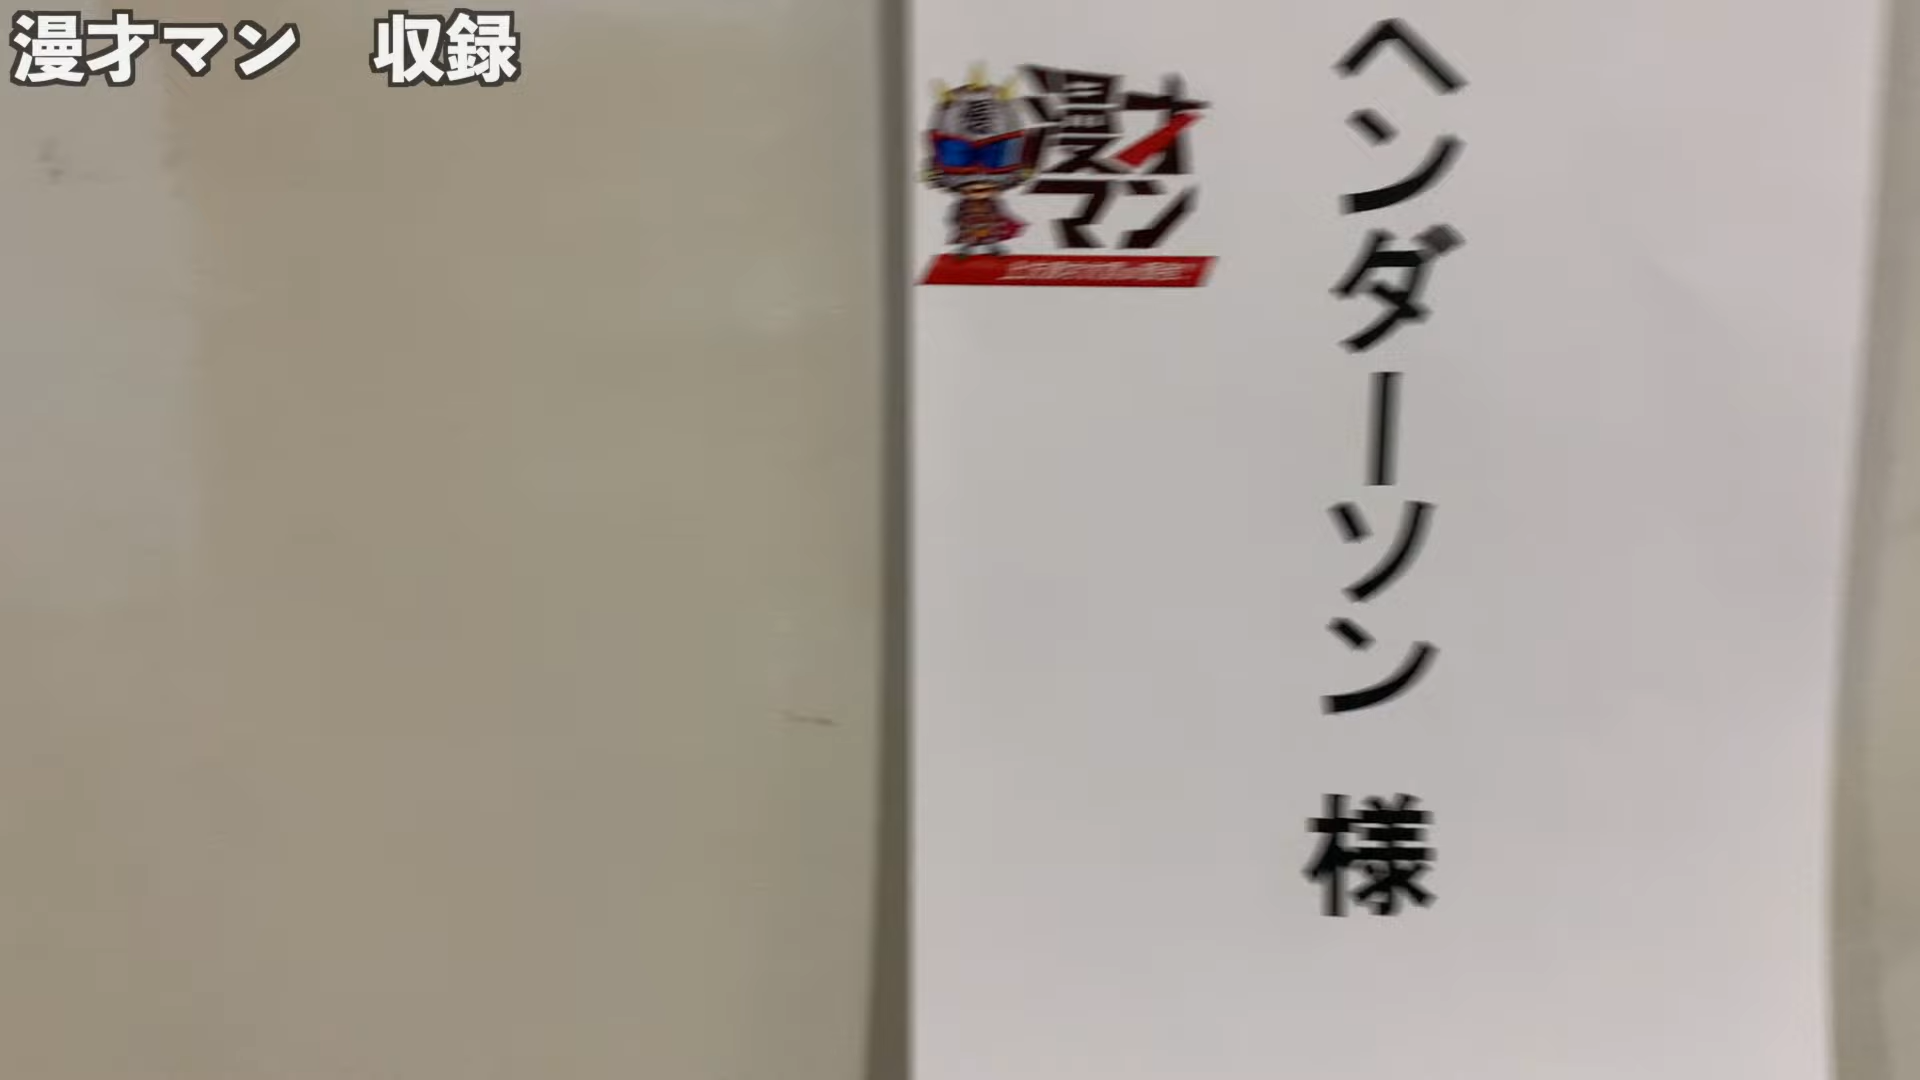 漫才マン　収録
漫才
マン
ヘンダーソン 様